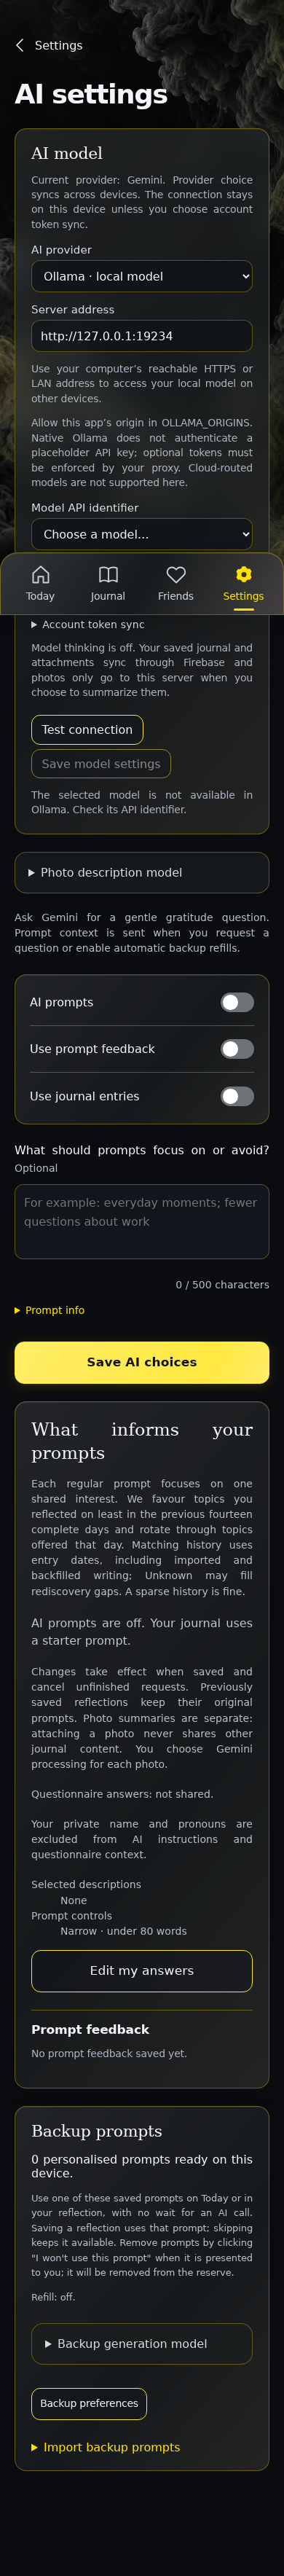 Settings
AI settings
AI model
Current provider: Gemini. Provider choice
syncs across devices. The connection stays
on this device unless you choose account
token sync.
AI provider
Ollama · local model
Server address
http://127.0.0.1:19234
Use your computer’s reachable HTTPS or
LAN address to access your local model on
other devices.
Allow this app’s origin in OLLAMA_ORIGINS.
Native Ollama does not authenticate a
placeholder API key; optional tokens must
be enforced by your proxy. Cloud-routed
models are not supported here.
Model API identifier
Choose a model…
Today
Journal
Friends
Settings
Account token sync
Model thinking is off. Your saved journal and
attachments sync through Firebase and
photos only go to this server when you
choose to summarize them.
Test connection
Save model settings
The selected model is not available in
Ollama. Check its API identifier.
Photo description model
Ask Gemini for a gentle gratitude question.
Prompt context is sent when you request a
question or enable automatic backup refills.
AI prompts
Use prompt feedback
Use journal entries
What should prompts focus on or avoid?
Optional
For example: everyday moments; fewer
questions about work
0 / 500 characters
Prompt info
Save AI choices
What informs your
prompts
Each regular prompt focuses on one
shared interest. We favour topics you
reflected on least in the previous fourteen
complete days and rotate through topics
offered that day. Matching history uses
entry dates, including imported and
backfilled writing; Unknown may fill
rediscovery gaps. A sparse history is fine.
AI prompts are off. Your journal uses
a starter prompt.
Changes take effect when saved and
cancel unfinished requests. Previously
saved reflections keep their original
prompts. Photo summaries are separate:
attaching a photo never shares other
journal content. You choose Gemini
processing for each photo.
Questionnaire answers: not shared.
Your private name and pronouns are
excluded from AI instructions and
questionnaire context.
Selected descriptions
None
Prompt controls
Narrow · under 80 words
Edit my answers
Prompt feedback
No prompt feedback saved yet.
Backup prompts
0 personalised prompts ready on this
device.
Use one of these saved prompts on Today or in
your reflection, with no wait for an AI call.
Saving a reflection uses that prompt; skipping
keeps it available. Remove prompts by clicking
"I won't use this prompt" when it is presented
to you; it will be removed from the reserve.
Refill: off.
Backup generation model
Backup preferences
Import backup prompts